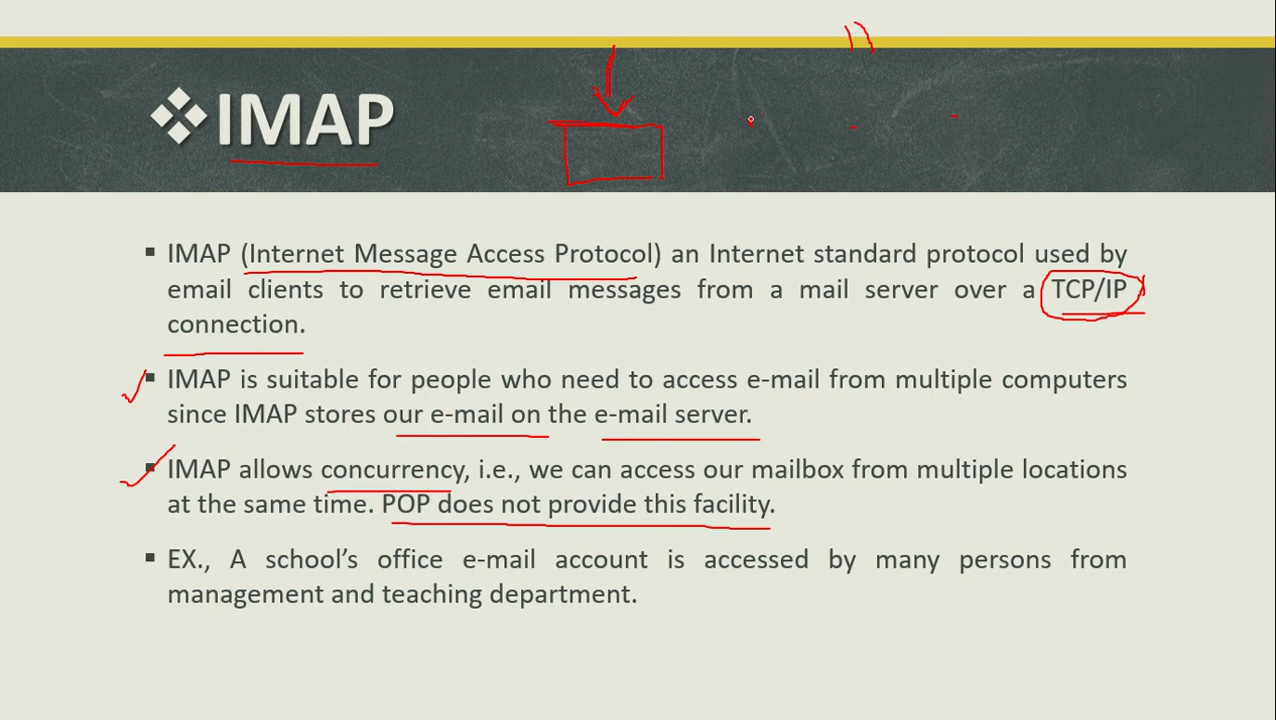 IMAP
IMAP (Internet Message Access Protocol) an Internet standard protocol used by
email clients to retrieve email messages from a mail server over a TCP/IP
connection.
IMAP is suitable for people who need to access e-mail from multiple computers
since IMAP stores our e-mail on the e-mail server.
IMAP allows concurrency, i.e., we can access our mailbox from multiple locations
at the same time. POP does not provide this facility.
EX., A school’s office e-mail account is accessed by many persons from
management and teaching department.